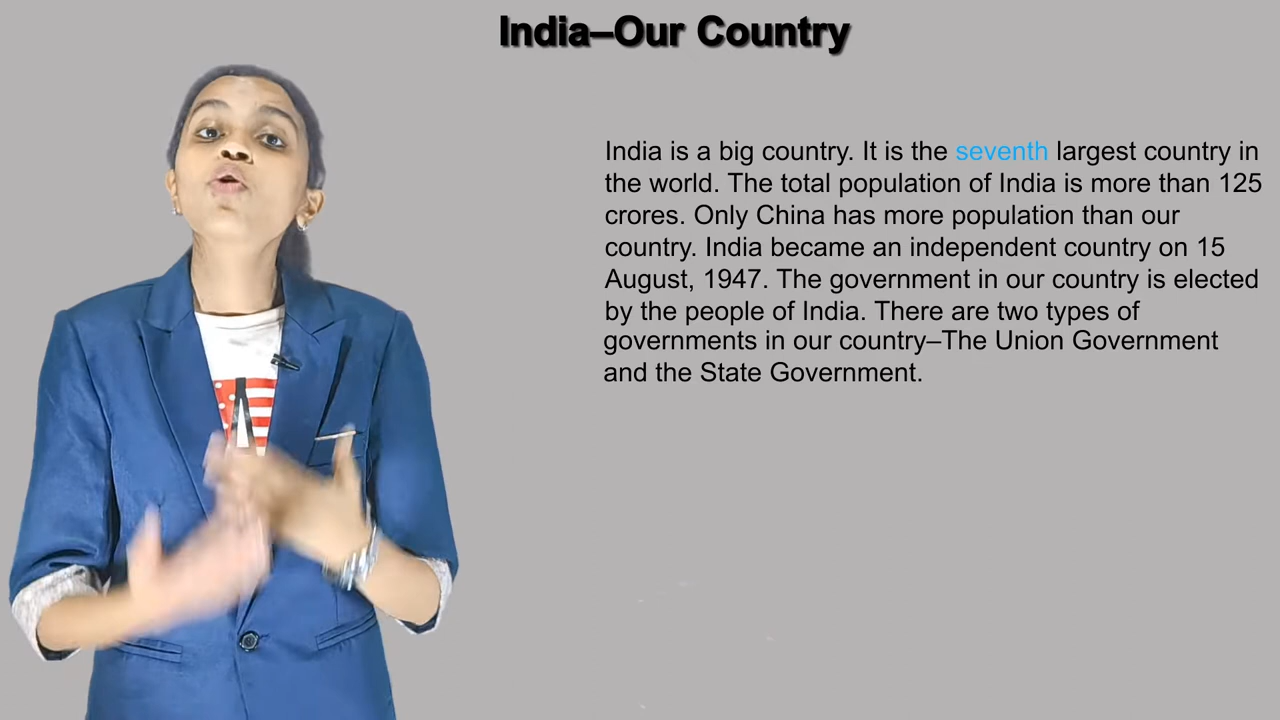 India–Our Country
India is a big country. It is the seventh largest country in
the world. The total population of India is more than 125
crores. Only China has more population than our
country. India became an independent country on 15
August, 1947. The government in our country is elected
by the people of India. There are two types of
governments in our country–The Union Government
and the State Government.